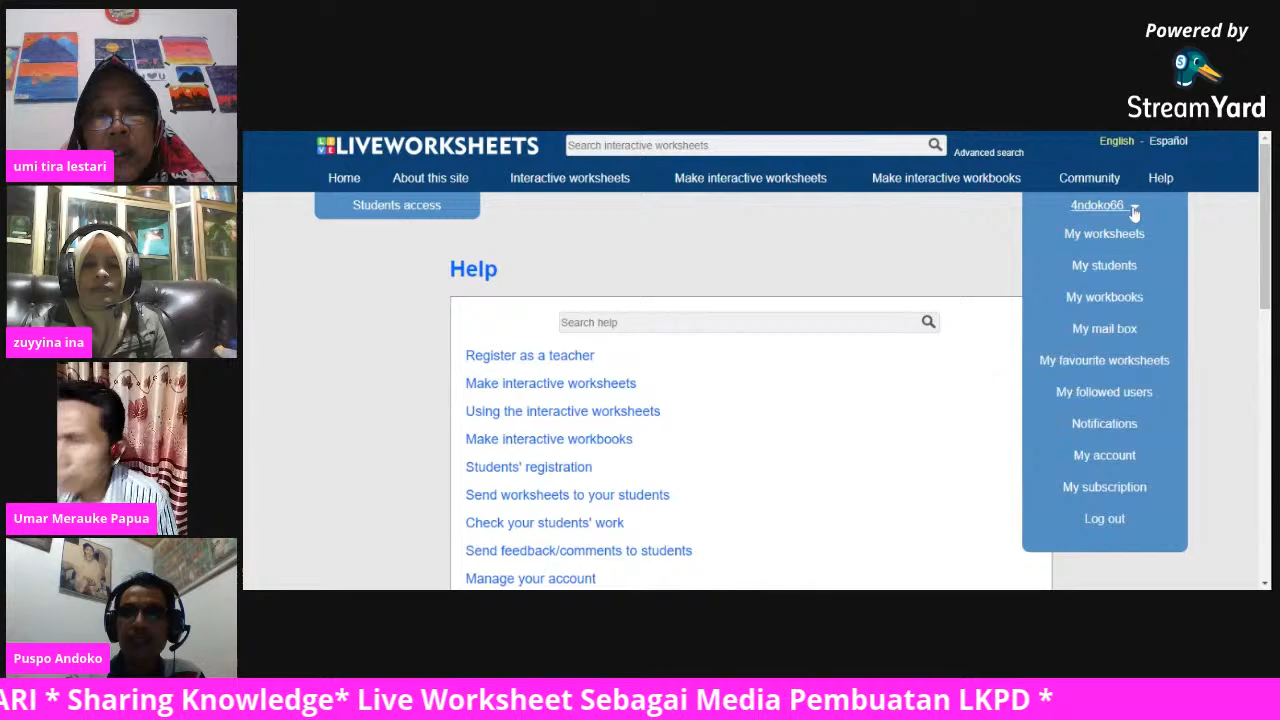 umi tira lestari
zuyyina ina
Umar Merauke Papua
Puspo Andoko
Powered by
StreamYard
LIVEWORKSHEETS
Search interactive worksheets
Advanced search
English - Español
Home About this site Interactive worksheets Make interactive worksheets Make interactive workbooks Community Help
Students access
4ndoko66
My worksheets
My students
My workbooks
My mail box
My favourite worksheets
My followed users
Notifications
My account
My subscription
Log out
Help
Search help
Register as a teacher
Make interactive worksheets
Using the interactive worksheets
Make interactive workbooks
Students' registration
Send worksheets to your students
Check your students' work
Send feedback/comments to students
Manage your account
ARI * Sharing Knowledge* Live Worksheet Sebagai Media Pembuatan LKPD *